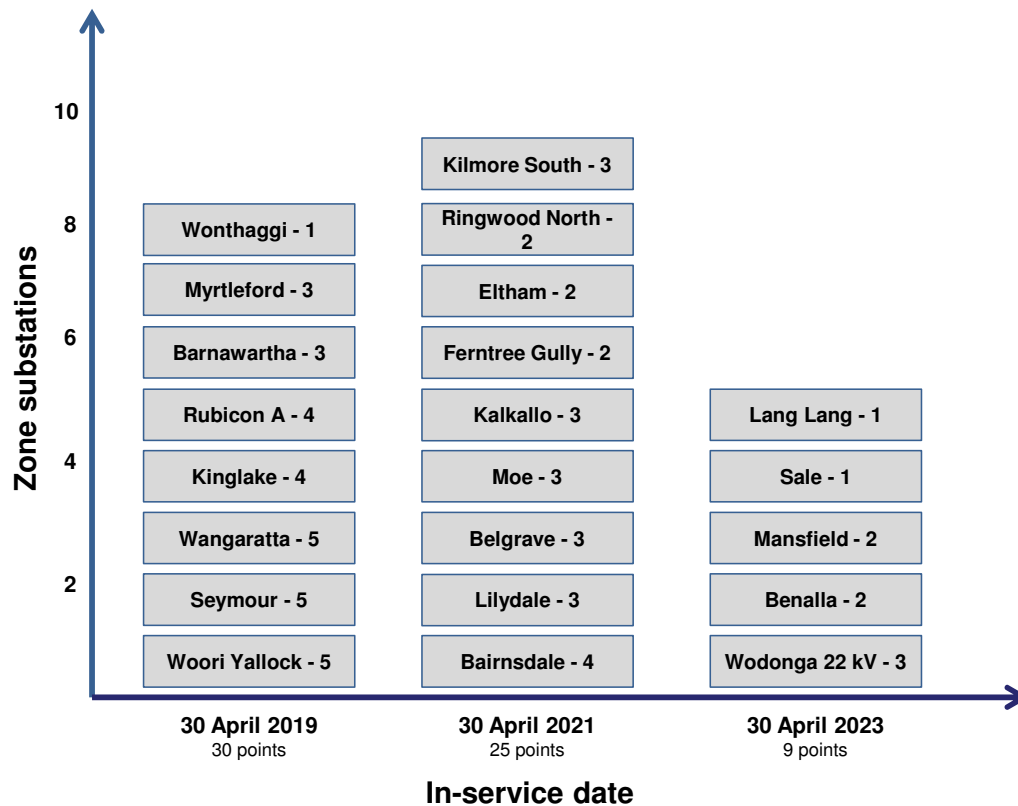 10
8
6
4
2
Zone substations
Wonthaggi - 1
Myrtleford - 3
Barnawartha - 3
Rubicon A - 4
Kinglake - 4
Wangaratta - 5
Seymour - 5
Woori Yallock - 5
Kilmore South - 3
Ringwood North -
2
Eltham - 2
Ferntree Gully - 2
Kalkallo - 3
Moe - 3
Belgrave - 3
Lilydale - 3
Bairnsdale - 4
Lang Lang - 1
Sale - 1
Mansfield - 2
Benalla - 2
Wodonga 22 kV - 3
30 April 2019
30 points
30 April 2021
25 points
30 April 2023
9 points
In-service date